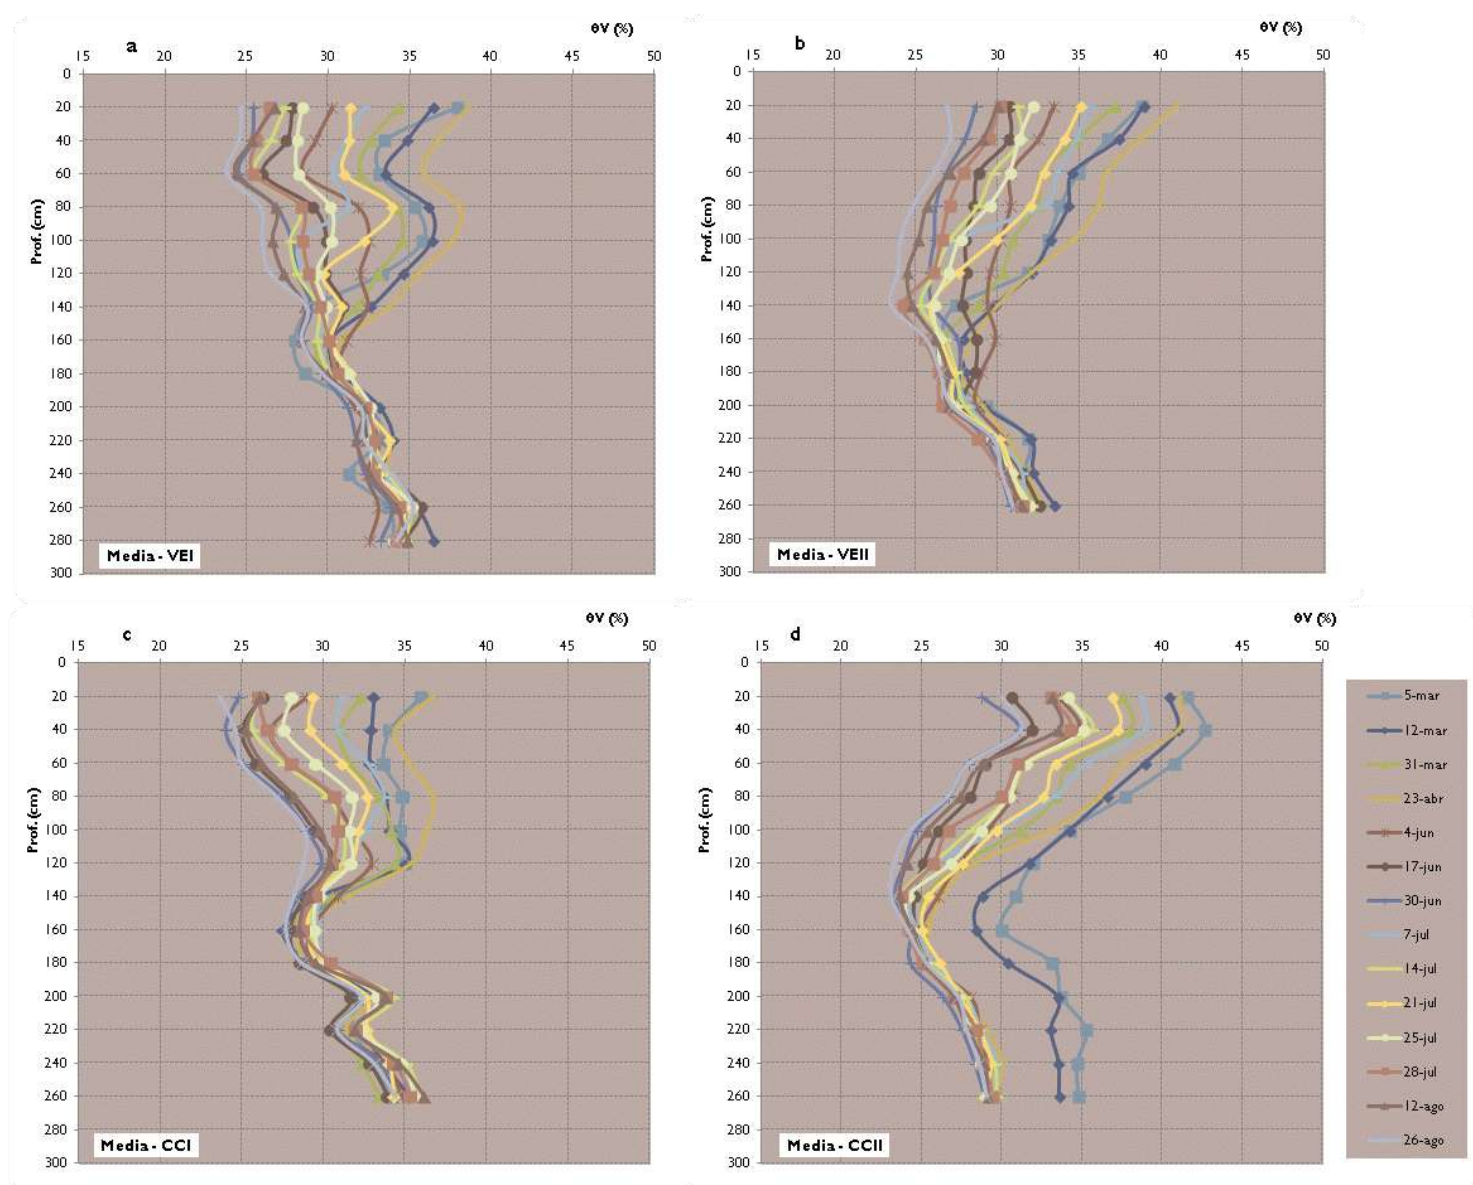 θV (%)
a
15 20 25 30 35 40 45 50
0
20
40
60
80
100
120
140
160
180
200
220
240
260
280
300
Prof. (cm)
Media - VEI
θV (%)
b
15 20 25 30 35 40 45 50
0
20
40
60
80
100
120
140
160
180
200
220
240
260
280
300
Prof. (cm)
Media - VEII
θV (%)
c
15 20 25 30 35 40 45 50
0
20
40
60
80
100
120
140
160
180
200
220
240
260
280
300
Prof. (cm)
Media - CCI
θV (%)
d
15 20 25 30 35 40 45 50
0
20
40
60
80
100
120
140
160
180
200
220
240
260
280
300
Prof. (cm)
Media - CCII
5-mar
12-mar
31-mar
23-abr
4-jun
17-jun
30-jun
7-jul
14-jul
21-jul
25-jul
28-jul
12-ago
26-ago